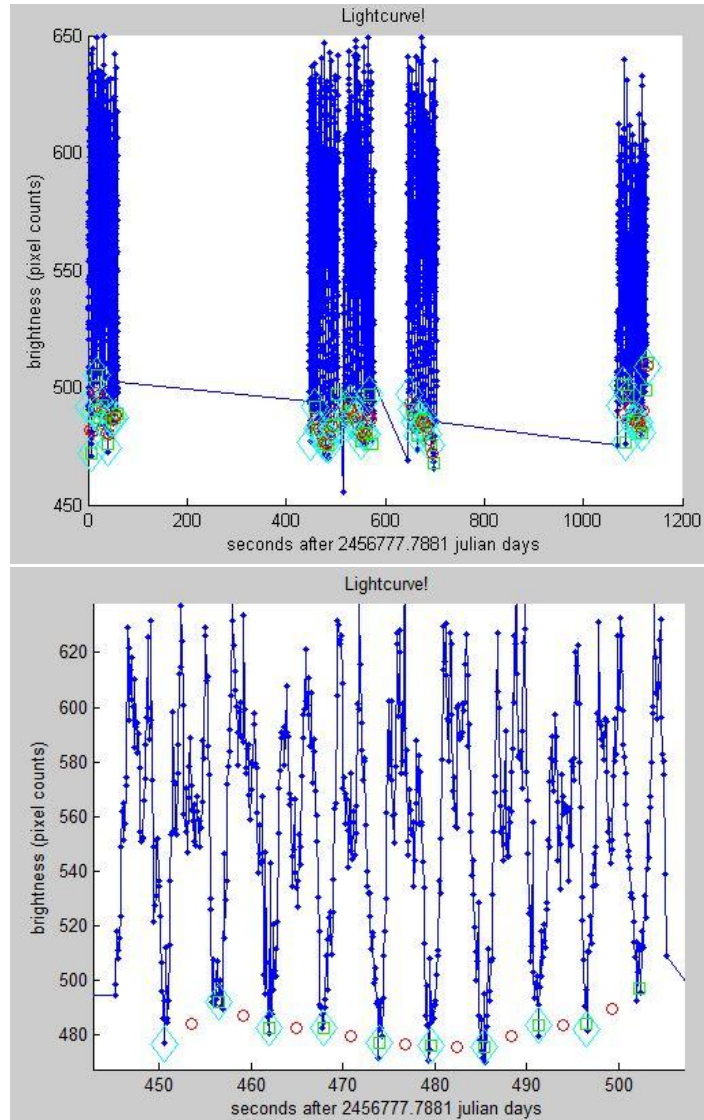 Lightcurve!
650
600
550
500
450
brightness (pixel counts)
0 200 400 600 800 1000 1200
seconds after 2456777.7881 julian days
Lightcurve!
620
600
580
560
540
520
500
480
brightness (pixel counts)
450 460 470 480 490 500
seconds after 2456777.7881 julian days